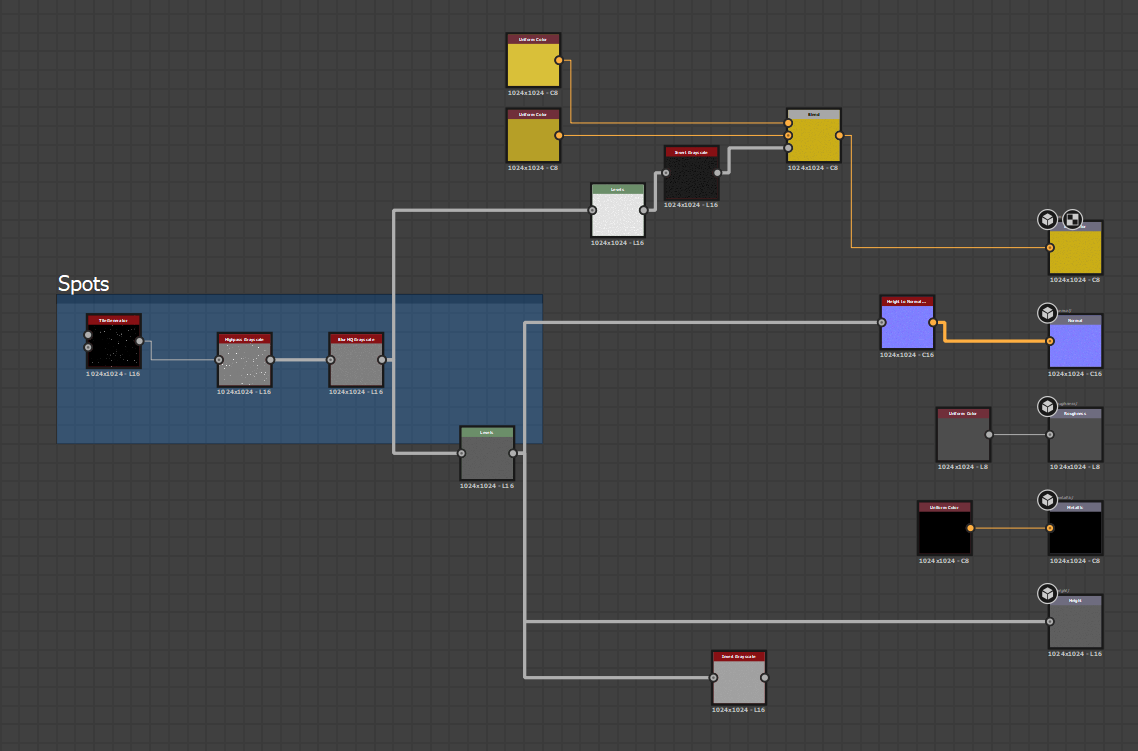 Uniform Color
1024x1024 - C8
Uniform Color
1024x1024 - C8
Blend
1024x1024 - C8
Invert Grayscale
1024x1024 - L16
Levels
1024x1024 - L16
1024x1024 - C8
Spots
TileGenerator
1024x1024 - L16
Highpass Grayscale
1024x1024 - L16
Blur HQ Grayscale
1024x1024 - L16
Height to Normal...
1024x1024 - C16
Normal
1024x1024 - C16
Levels
1024x1024 - L16
Uniform Color
1024x1024 - L8
Roughness
1024x1024 - L8
Uniform Color
1024x1024 - C8
Metallic
1024x1024 - C8
Height
1024x1024 - L16
Invert Grayscale
1024x1024 - L16